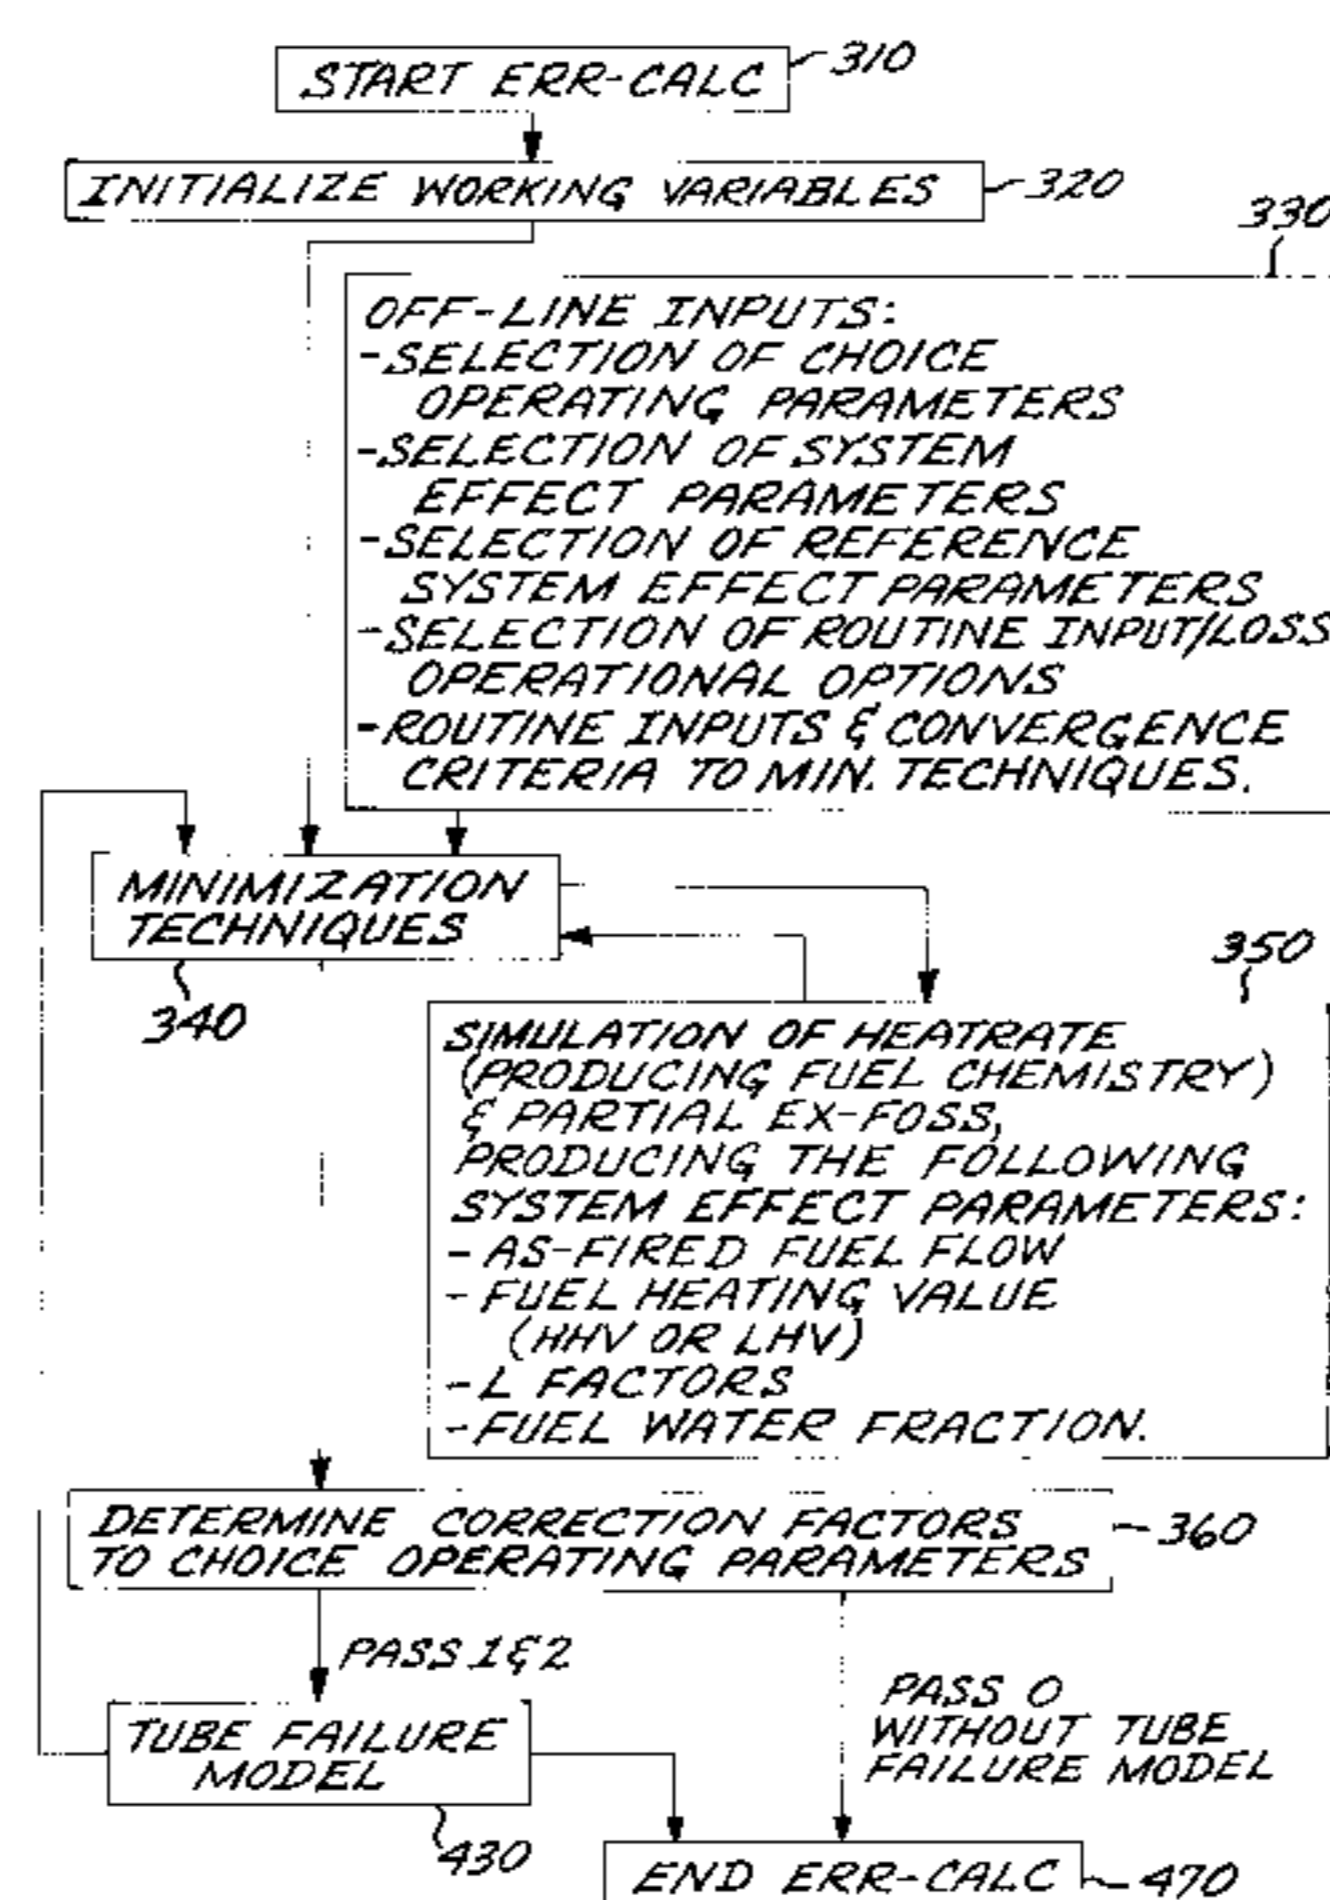 START ERR-CALC
310
INITIALIZE WORKING VARIABLES
320
330
OFF-LINE INPUTS:
-SELECTION OF CHOICE
OPERATING PARAMETERS
-SELECTION OF SYSTEM
EFFECT PARAMETERS
-SELECTION OF REFERENCE
SYSTEM EFFECT PARAMETERS
-SELECTION OF ROUTINE INPUT/LOSS
OPERATIONAL OPTIONS
-ROUTINE INPUTS & CONVERGENCE
CRITERIA TO MIN. TECHNIQUES.
MINIMIZATION
TECHNIQUES
340
350
SIMULATION OF HEATRATE
(PRODUCING FUEL CHEMISTRY)
& PARTIAL EX-FOSS,
PRODUCING THE FOLLOWING
SYSTEM EFFECT PARAMETERS:
- AS-FIRED FUEL FLOW
- FUEL HEATING VALUE
(HHV OR LHV)
- L FACTORS
-FUEL WATER FRACTION.
DETERMINE CORRECTION FACTORS
TO CHOICE OPERATING PARAMETERS
360
PASS 1&2
PASS 0
WITHOUT TUBE
FAILURE MODEL
TUBE FAILURE
MODEL
430
END ERR-CALC
470